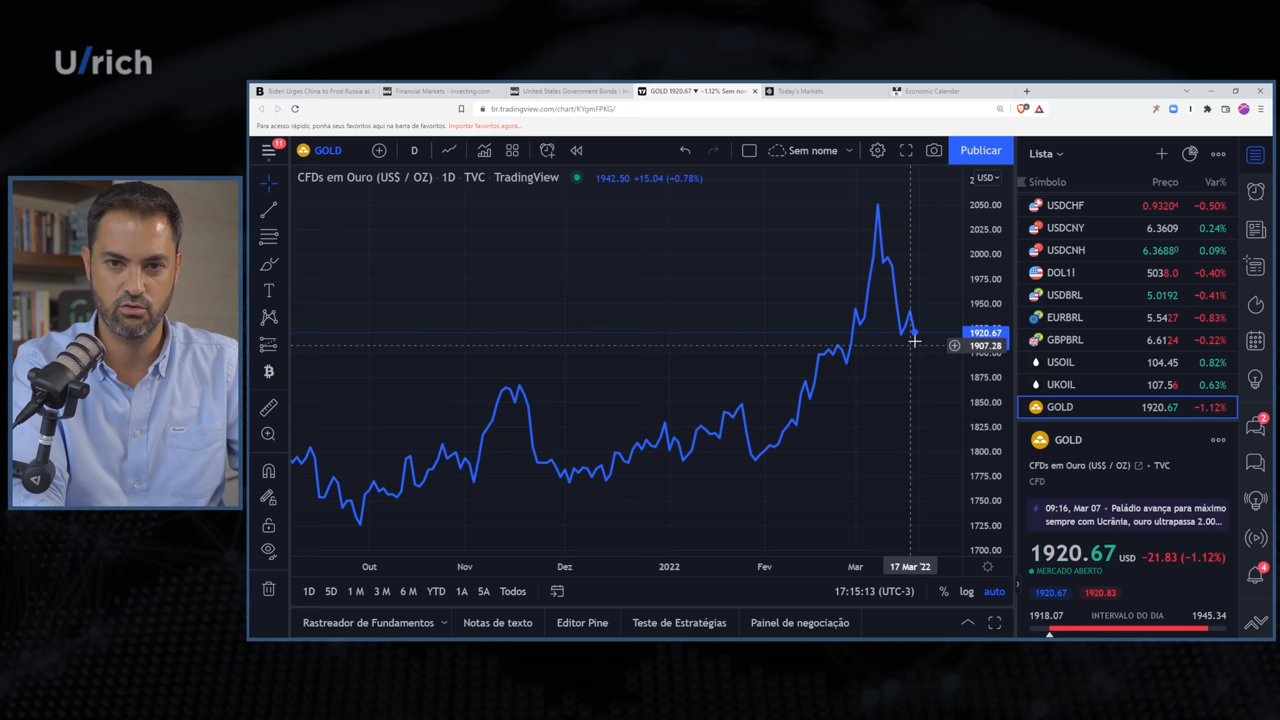 U/rich
Biden Urges China to Prod Russia as
Financial Markets - Investing.com
United States Government Bonds - In
GOLD 1920.67 ▼ −1.12% Sem nom
Today's Markets
Economic Calendar
br.tradingview.com/chart/KYgmFPKG/
Para acesso rápido, ponha seus favoritos aqui na barra de favoritos. Importar favoritos agora...
11
GOLD
D
Sem nome
Publicar
CFDs em Ouro (US$ / OZ) · 1D · TVC · TradingView
1942.50 +15.04 (+0.78%)
USD
2050.00
2025.00
2000.00
1975.00
1950.00
1920.67
1907.28
1900.00
1875.00
1850.00
1825.00
1800.00
1775.00
1750.00
1725.00
1700.00
Out Nov Dez 2022 Fev Mar 17 Mar '22
1D 5D 1 M 3 M 6 M YTD 1A 5A Todos
17:15:13 (UTC-3) % log auto
Rastreador de Fundamentos Notas de texto Editor Pine Teste de Estratégias Painel de negociação
Lista
Símbolo Preço Var%
USDCHF 0.93204 −0.50%
USDCNY 6.3609 0.24%
USDCNH 6.36880 0.09%
DOL1! 5038.0 −0.40%
USDBRL 5.0192 −0.41%
EURBRL 5.5427 −0.83%
GBPBRL 6.6124 −0.22%
USOIL 104.45 0.82%
UKOIL 107.56 0.63%
GOLD 1920.67 −1.12%
GOLD
CFDs em Ouro (US$ / OZ) • TVC
CFD
09:16, Mar 07 • Paládio avança para máximo
sempre com Ucrânia, ouro ultrapassa 2.00...
1920.67 USD −21.83 (−1.12%)
MERCADO ABERTO
1920.67 1920.83
1918.07 INTERVALO DO DIA 1945.34
2
4